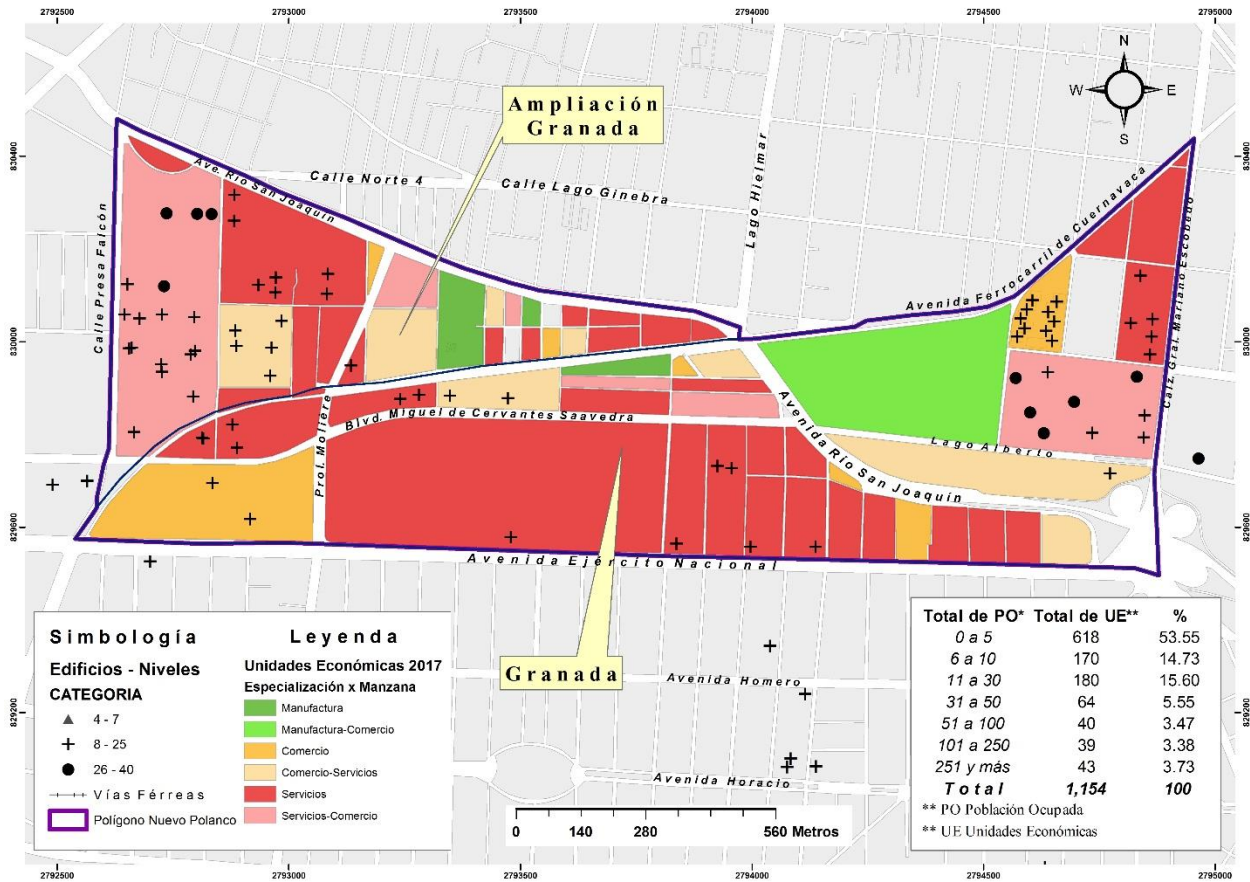 2792500 2793000 2793500 2794000 2794500 2795000
830400 830400
830000 830000
829600 829600
829200 829200
N
W E
S
Ampliación
Granada
Ave. Río San Joaquín
Calle Norte 4
Calle Lago Ginebra
Lago Hielmar
Calle Presa Falcón
Avenida Ferrocarril de Cuernavaca
Calz. Gral. Mariano Escobedo
Prol. Molière
Blvd. Miguel de Cervantes Saavedra
Lago Alberto
Avenida Río San Joaquín
Avenida Ejército Nacional
Granada
Avenida Homero
Avenida Horacio
Simbología
Edificios - Niveles
CATEGORIA
4 - 7
8 - 25
26 - 40
Vías Férreas
Polígono Nuevo Polanco
Leyenda
Unidades Económicas 2017
Especialización x Manzana
Manufactura
Manufactura-Comercio
Comercio
Comercio-Servicios
Servicios
Servicios-Comercio
0 140 280 560 Metros
Total de PO* Total de UE** %
0 a 5 618 53.55
6 a 10 170 14.73
11 a 30 180 15.60
31 a 50 64 5.55
51 a 100 40 3.47
101 a 250 39 3.38
251 y más 43 3.73
Total 1,154 100
** PO Población Ocupada
** UE Unidades Económicas